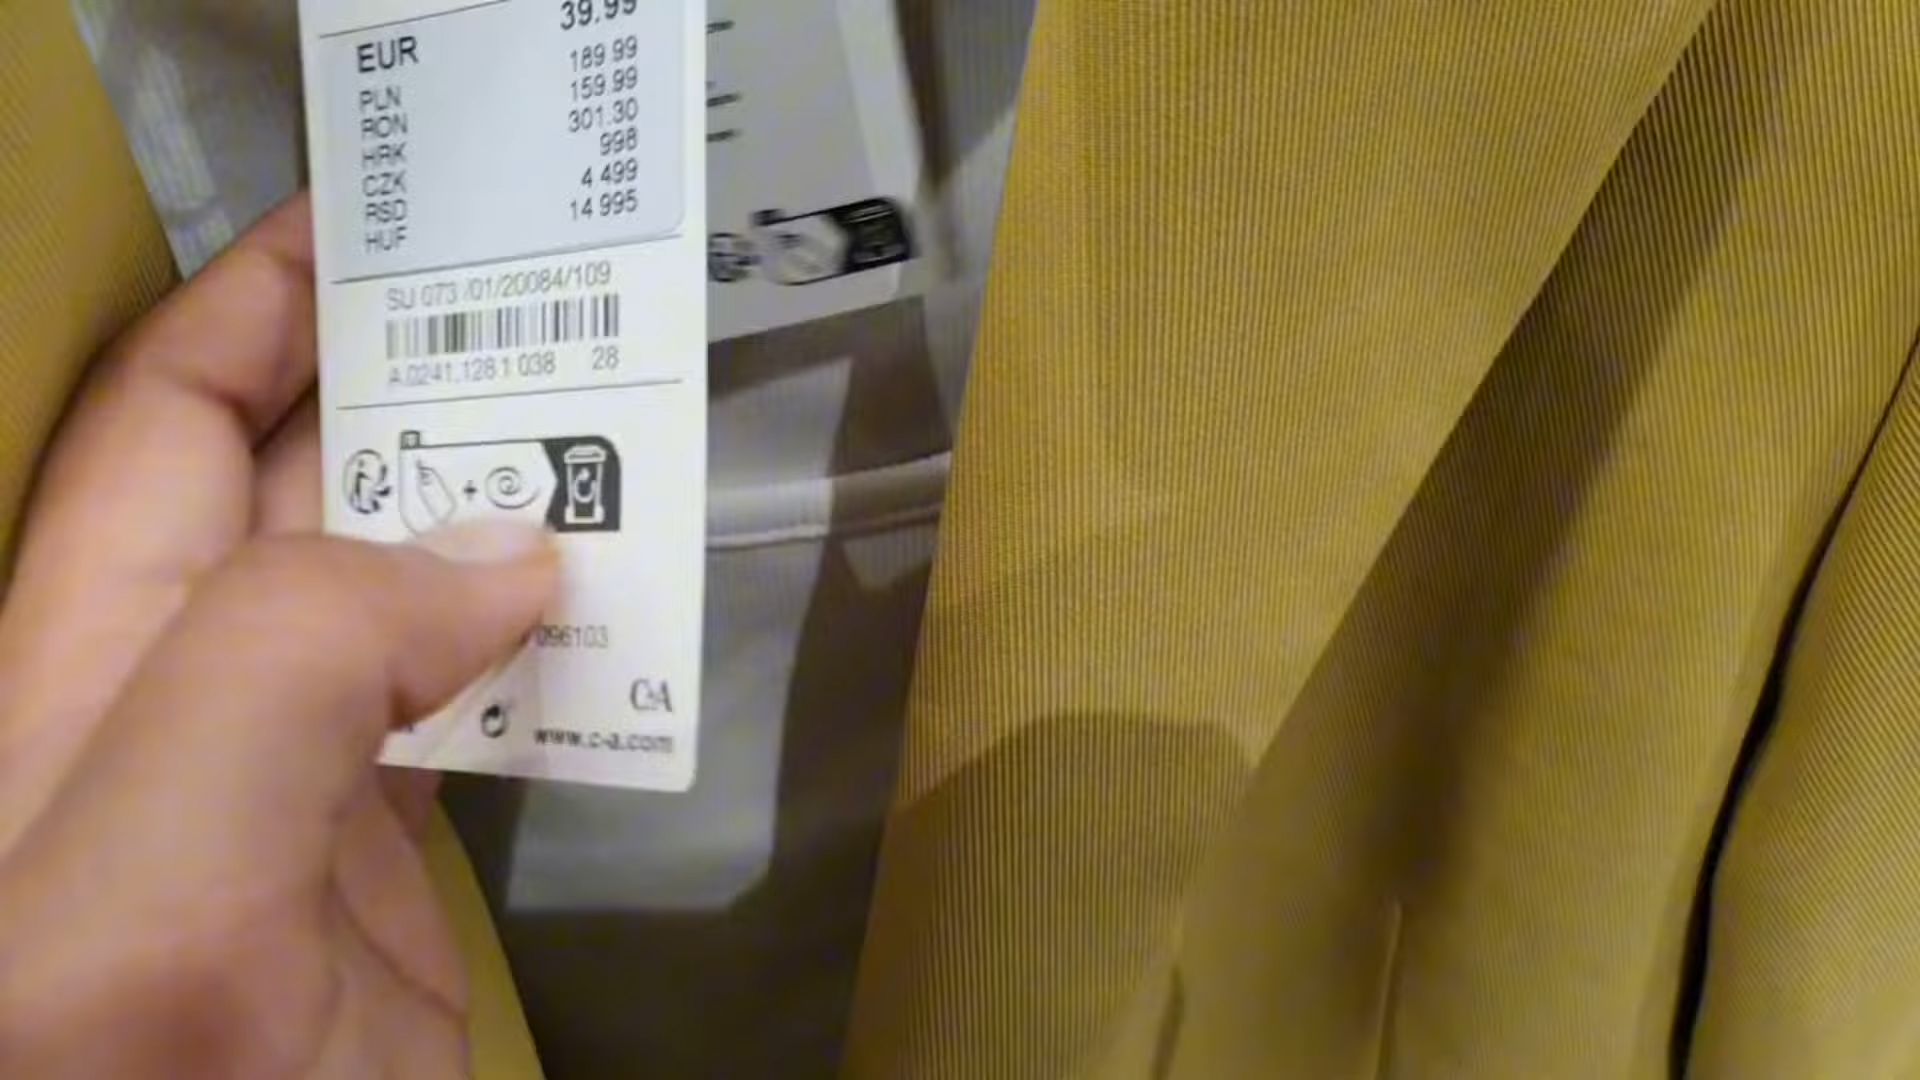 39.99
EUR 189.99
PLN 159.99
RON 301.30
HRK 998
CZK 4 499
RSD 14 995
HUF
SU 073 /01/20084/109
A.0241.128 1 038 28
096103
C&A
www.c-a.com